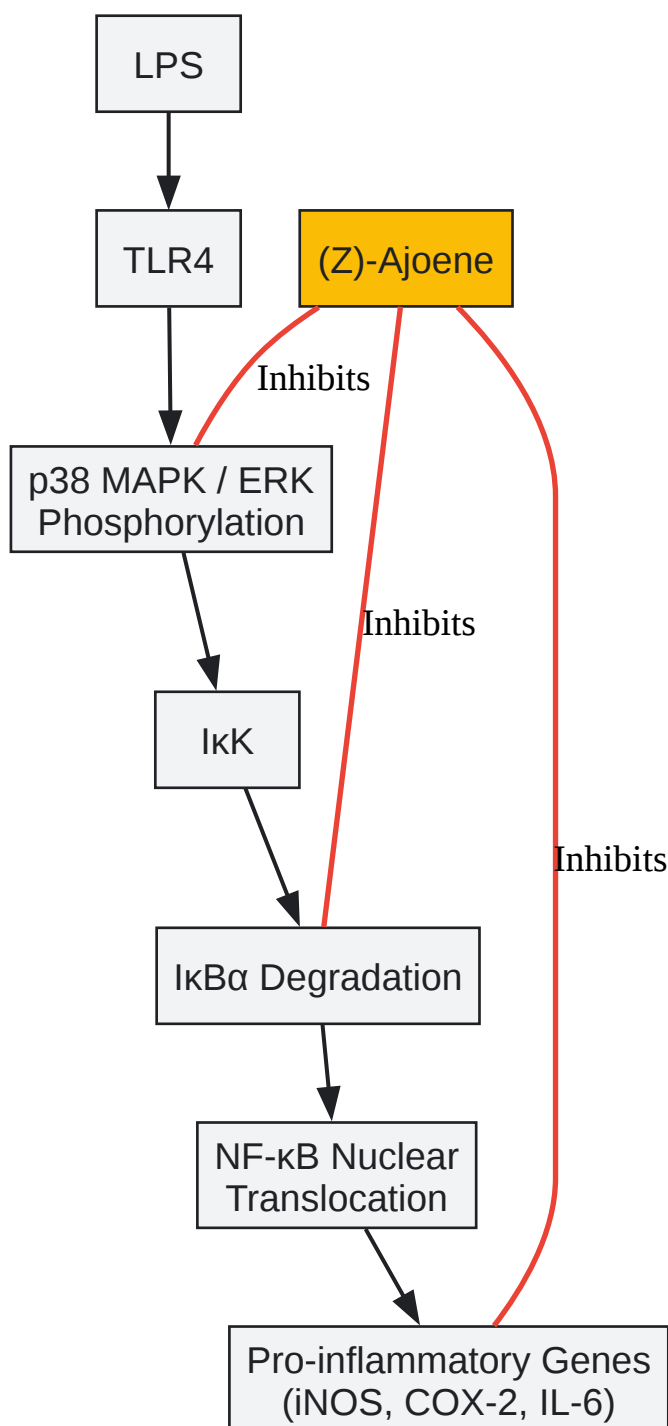 LPS
TLR4
(Z)-Ajoene
Inhibits
p38 MAPK / ERK
Phosphorylation
Inhibits
IκK
Inhibits
IκBα Degradation
NF-κB Nuclear
Translocation
Pro-inflammatory Genes
(iNOS, COX-2, IL-6)